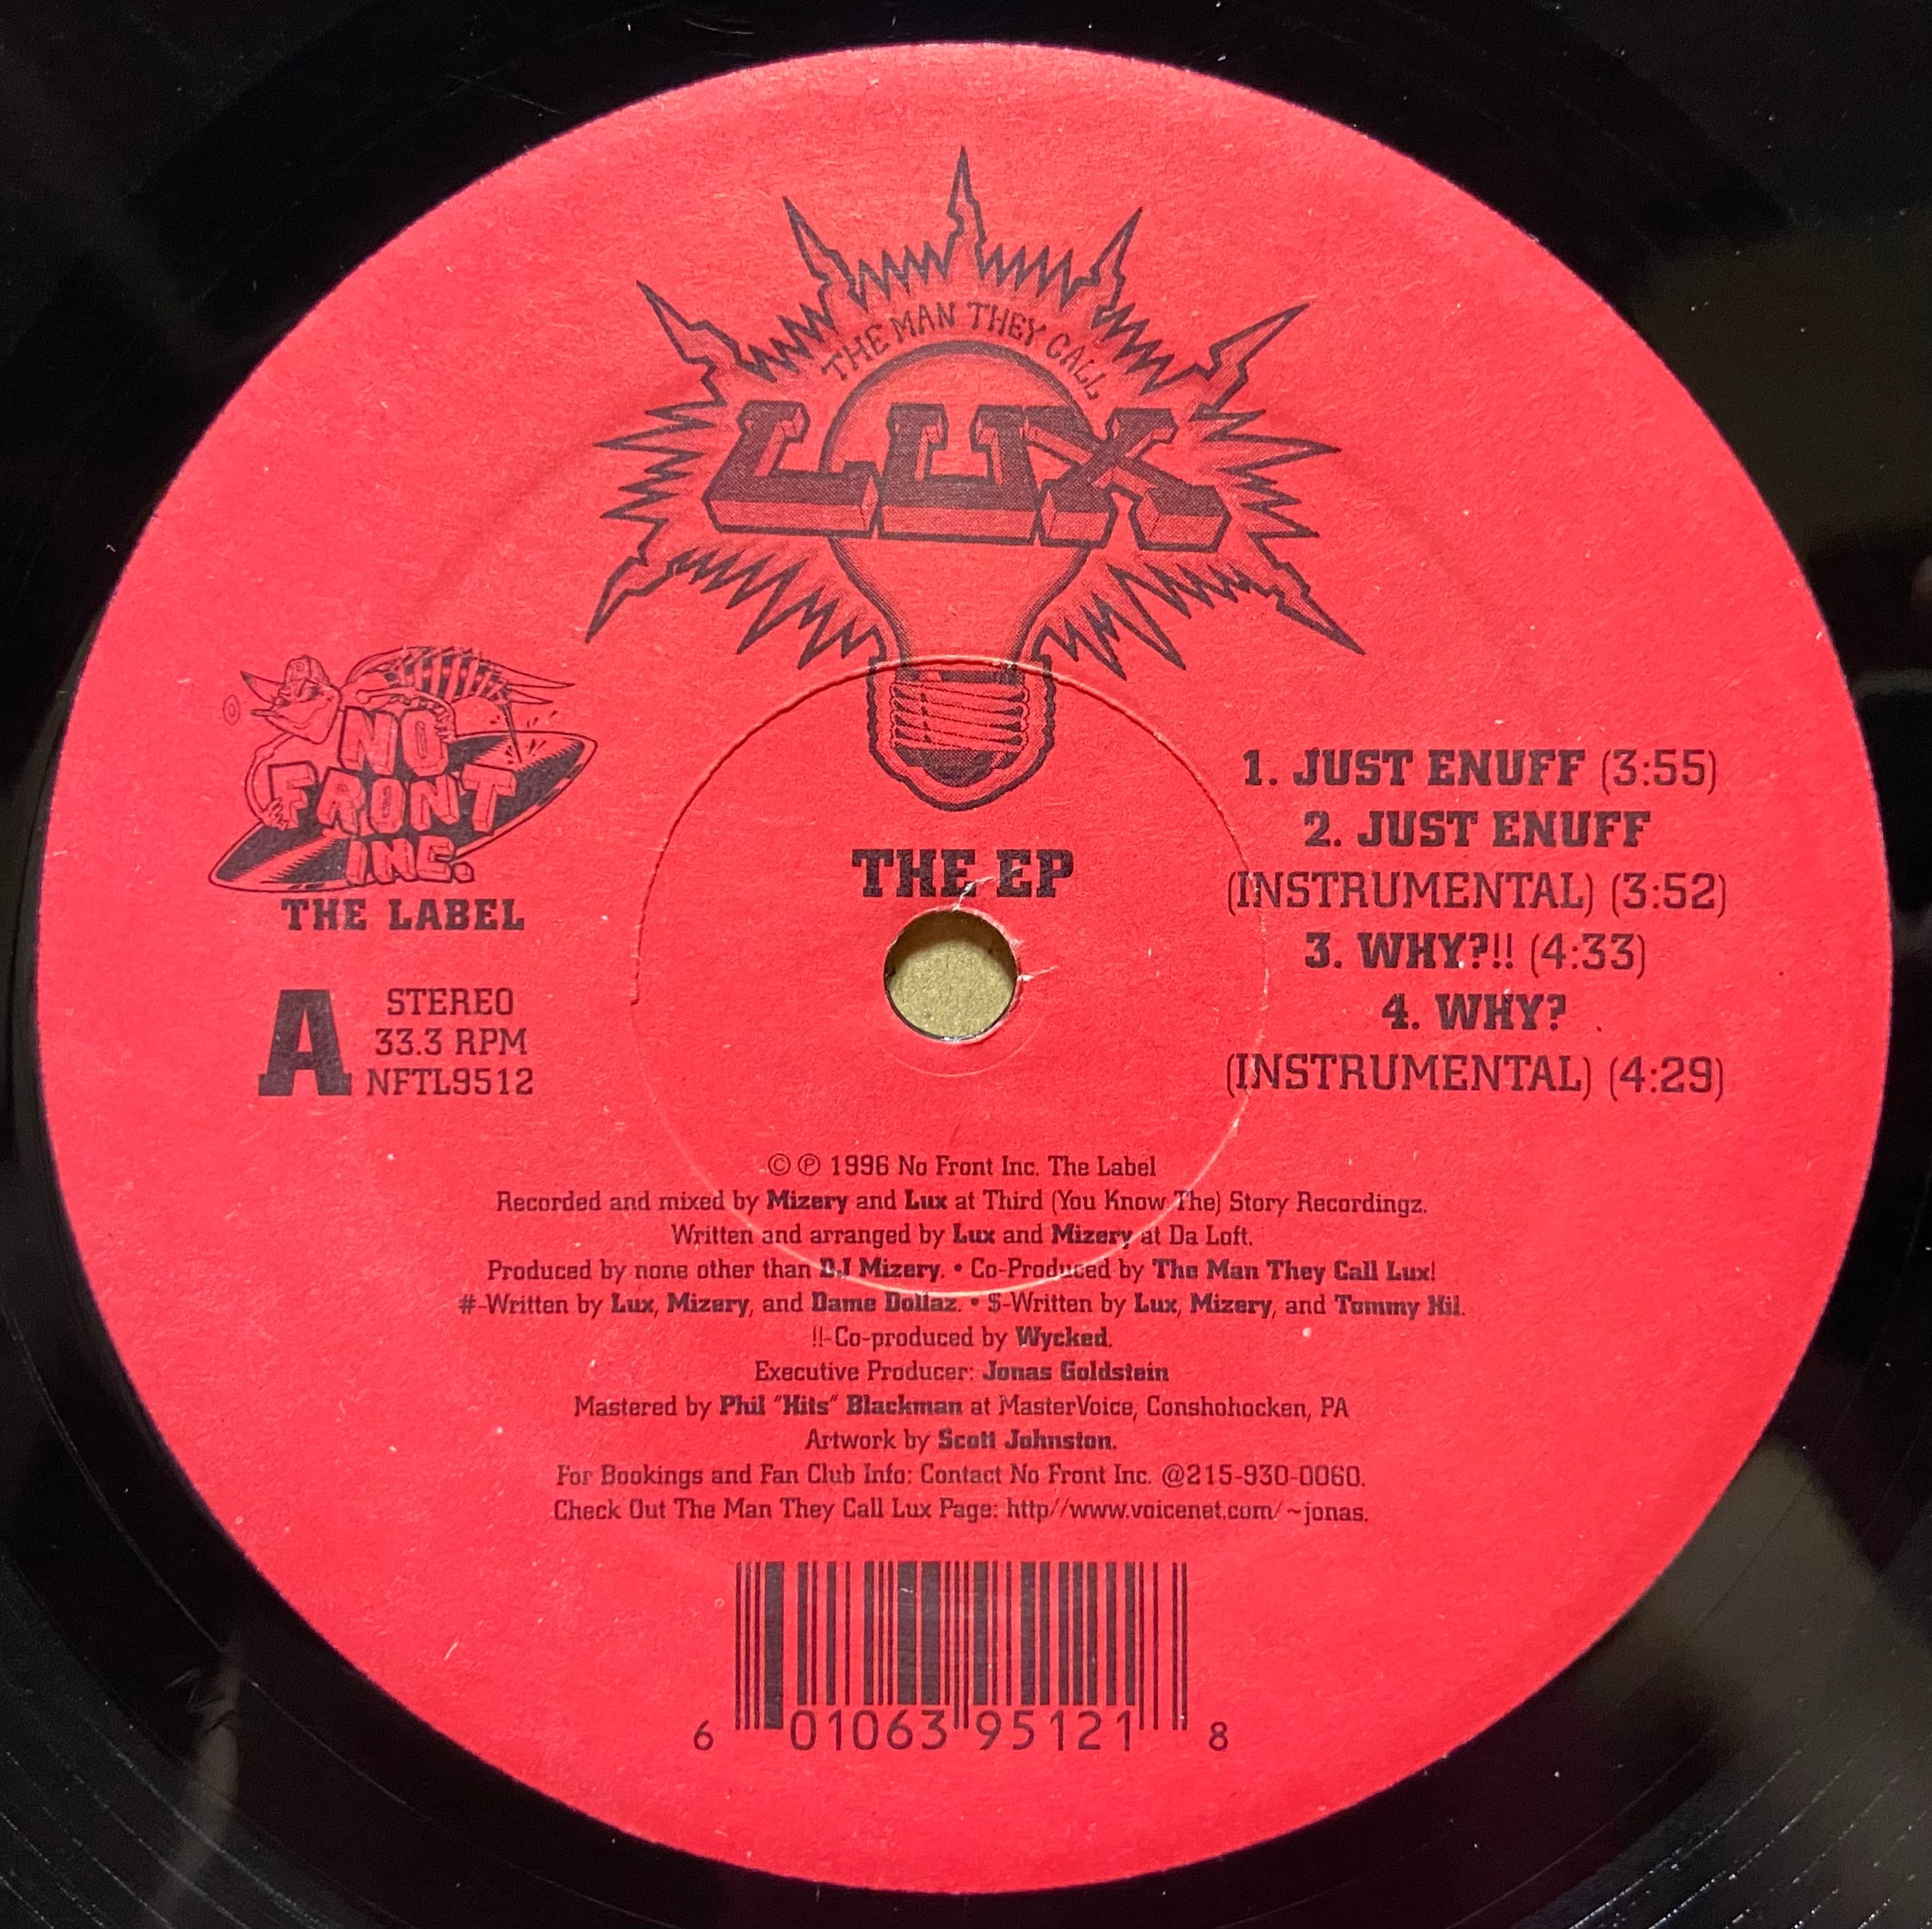 THE MAN THEY CALL
LUX
NO
FRONT
INC.
THE LABEL
A
STEREO
33.3 RPM
NFTL9512
THE EP
1. JUST ENUFF (3:55)
2. JUST ENUFF
(INSTRUMENTAL) (3:52)
3. WHY?!! (4:33)
4. WHY?
(INSTRUMENTAL) (4:29)
© ℗ 1996 No Front Inc. The Label
Recorded and mixed by Mizery and Lux at Third (You Know The) Story Recordingz.
Written and arranged by Lux and Mizery at Da Loft.
Produced by none other than DJ Mizery. • Co-Produced by The Man They Call Lux!
#-Written by Lux, Mizery, and Dame Dollaz. • $-Written by Lux, Mizery, and Tommy Hil.
!!-Co-produced by Wycked.
Executive Producer: Jonas Goldstein
Mastered by Phil "Hits" Blackman at MasterVoice, Conshohocken, PA
Artwork by Scott Johnston.
For Bookings and Fan Club Info: Contact No Front Inc. @215-930-0060.
Check Out The Man They Call Lux Page: http//www.voicenet.com/~jonas.
6 01063 95121 8